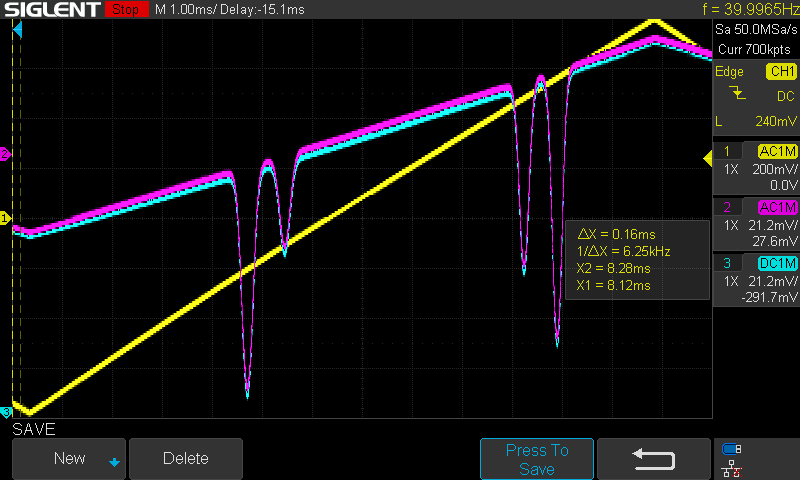 SIGLENT Stop M 1.00ms/ Delay:-15.1ms f = 39.9965Hz
Sa 50.0MSa/s
Curr 700kpts
Edge CH1
DC
L 240mV
1 AC1M
1X 200mV/
0.0V
2 AC1M
1X 21.2mV/
27.6mV
3 DC1M
1X 21.2mV/
-291.7mV
2
1
3
ΔX = 0.16ms
1/ΔX = 6.25kHz
X2 = 8.28ms
X1 = 8.12ms
SAVE
New
Delete
Press To
Save